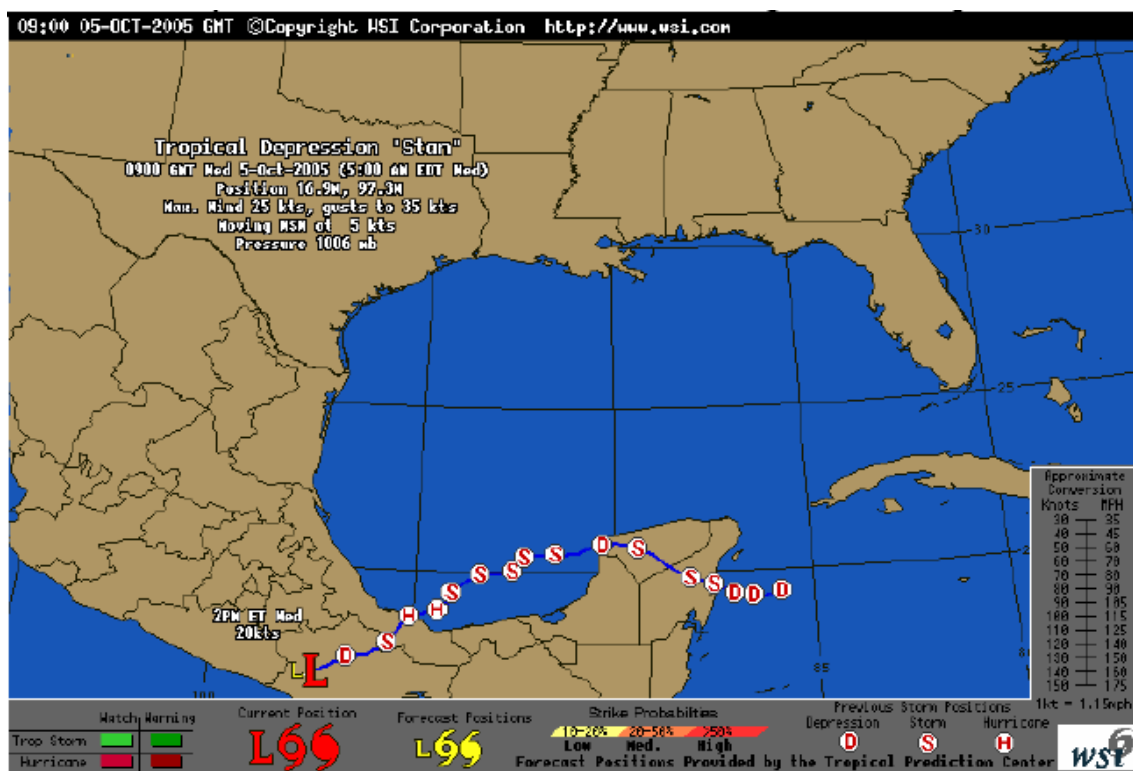 09:00 05-OCT-2005 GMT ©Copyright WSI Corporation http://www.wsi.com
Tropical Depression "Stan"
0900 GMT Wed 5-Oct-2005 (5:00 AM EDT Wed)
Position 16.9N, 97.3W
Max. Wind 25 kts, gusts to 35 kts
Moving WSW at 5 kts
Pressure 1006 mb
30
25
Approximate
Conversion
Knots MPH
30 35
40 45
50 60
60 70
70 80
80 90
90 105
100 115
110 125
120 140
130 150
140 160
150 175
1kt = 1.15mph
D S D S S S S S D D D
S H H
2PM ET Wed
20kts
S
D
L L
100
85
Watch Warning
Trop Storm
Hurricane
Current Position
L
Forecast Positions
L
Strike Probabilities
10-20% 20-50% >50%
Low Med. High
Previous Storm Positions
Depression Storm Hurricane
D S H
Forecast Positions Provided by the Tropical Prediction Center
wsi